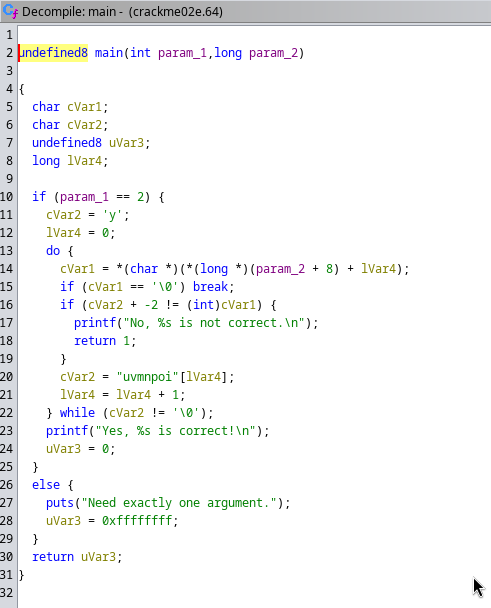 Decompile: main - (crackme02e.64)
1
2 undefined8 main(int param_1,long param_2)
3
4 {
5   char cVar1;
6   char cVar2;
7   undefined8 uVar3;
8   long lVar4;
9
10   if (param_1 == 2) {
11     cVar2 = 'y';
12     lVar4 = 0;
13     do {
14       cVar1 = *(char *)(*(long *)(param_2 + 8) + lVar4);
15       if (cVar1 == '\0') break;
16       if (cVar2 + -2 != (int)cVar1) {
17         printf("No, %s is not correct.\n");
18         return 1;
19       }
20       cVar2 = "uvmnpoi"[lVar4];
21       lVar4 = lVar4 + 1;
22     } while (cVar2 != '\0');
23     printf("Yes, %s is correct!\n");
24     uVar3 = 0;
25   }
26   else {
27     puts("Need exactly one argument.");
28     uVar3 = 0xffffffff;
29   }
30   return uVar3;
31 }
32